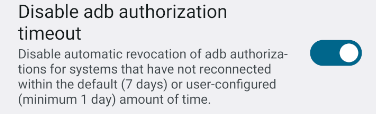 Disable adb authorization
timeout
Disable automatic revocation of adb authoriza-
tions for systems that have not reconnected
within the default (7 days) or user-configured
(minimum 1 day) amount of time.